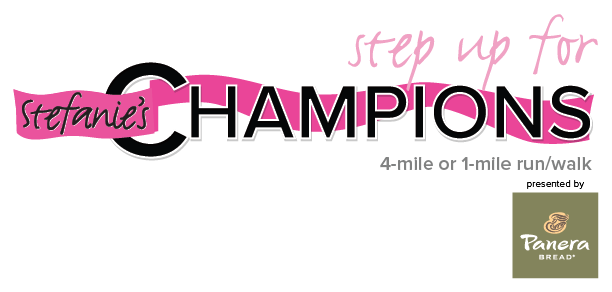 step up for
Stefanie's CHAMPIONS
4-mile or 1-mile run/walk
presented by
Panera
BREAD®